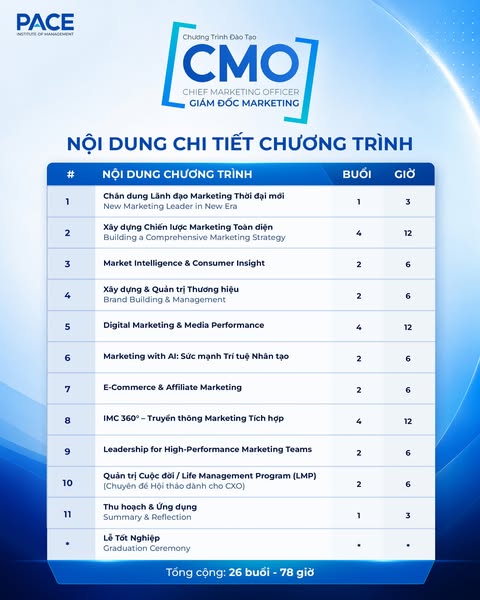 PACE
INSTITUTE OF MANAGEMENT
Chương Trình Đào Tạo
CMO
CHIEF MARKETING OFFICER
GIÁM ĐỐC MARKETING
NỘI DUNG CHI TIẾT CHƯƠNG TRÌNH
# NỘI DUNG CHƯƠNG TRÌNH BUỔI GIỜ
1 Chân dung Lãnh đạo Marketing Thời đại mới 1 3
New Marketing Leader in New Era
2 Xây dựng Chiến lược Marketing Toàn diện 4 12
Building a Comprehensive Marketing Strategy
3 Market Intelligence & Consumer Insight 2 6
4 Xây dựng & Quản trị Thương hiệu 2 6
Brand Building & Management
5 Digital Marketing & Media Performance 4 12
6 Marketing with AI: Sức mạnh Trí tuệ Nhân tạo 2 6
7 E-Commerce & Affiliate Marketing 2 6
8 IMC 360° – Truyền thông Marketing Tích hợp 4 12
9 Leadership for High-Performance Marketing Teams 2 6
10 Quản trị Cuộc đời / Life Management Program (LMP) 2 6
(Chuyên đề Hội thảo dành cho CXO)
11 Thu hoạch & Ứng dụng 1 3
Summary & Reflection
* Lễ Tốt Nghiệp * *
Graduation Ceremony
Tổng cộng: 26 buổi - 78 giờ